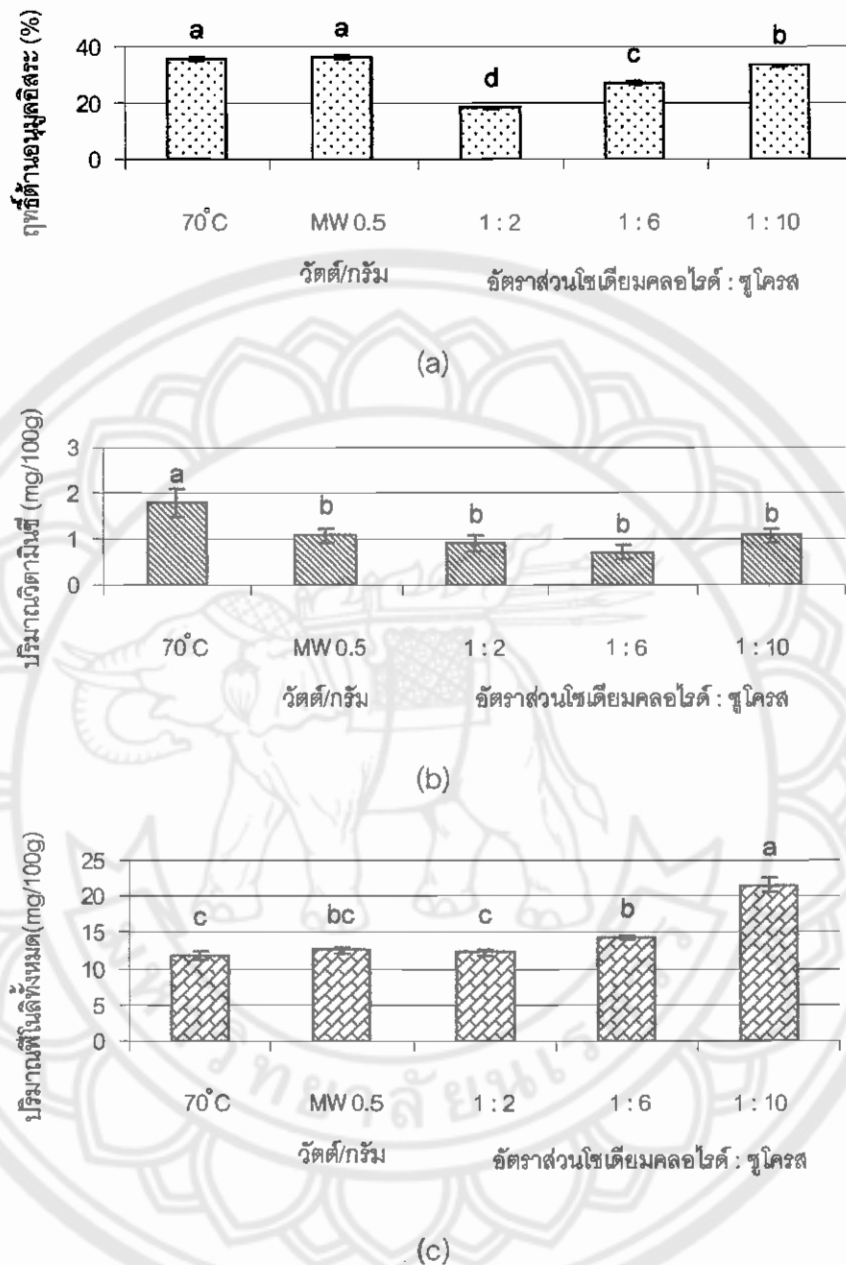 ฤทธิ์ต้านอนุมูลอิสระ (%)
40
20
0
a
a
d
c
b
70°C
MW 0.5
1 : 2
1 : 6
1 : 10
วัตต์/กรัม
อัตราส่วนโซเดียมคลอไรด์ : ซูโครส
(a)
ปริมาณวิตามินซี (mg/100g)
3
2
1
0
a
b
b
b
b
70°C
MW 0.5
1 : 2
1 : 6
1 : 10
วัตต์/กรัม
อัตราส่วนโซเดียมคลอไรด์ : ซูโครส
(b)
ปริมาณฟีโนลิ้ทั้งหมด(mg/100g)
25
20
15
10
5
0
c
bc
c
b
a
70°C
MW 0.5
1 : 2
1 : 6
1 : 10
วัตต์/กรัม
อัตราส่วนโซเดียมคลอไรด์ : ซูโครส
(c)